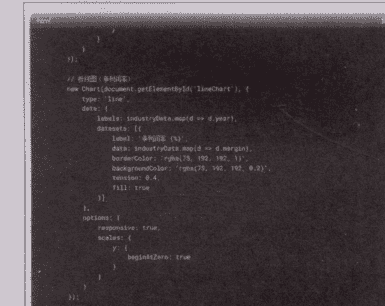 html
}
}
}
});
// 折线图（净利润率）
new Chart(document.getElementById('lineChart'), {
type: 'line',
data: {
labels: industryData.map(d => d.year),
datasets: [{
label: '净利润率 (%)',
data: industryData.map(d => d.margin),
borderColor: 'rgba(75, 192, 192, 1)',
backgroundColor: 'rgba(75, 192, 192, 0.2)',
tension: 0.4,
fill: true
}]
},
options: {
responsive: true,
scales: {
y: {
beginAtZero: true
}
}
}
});